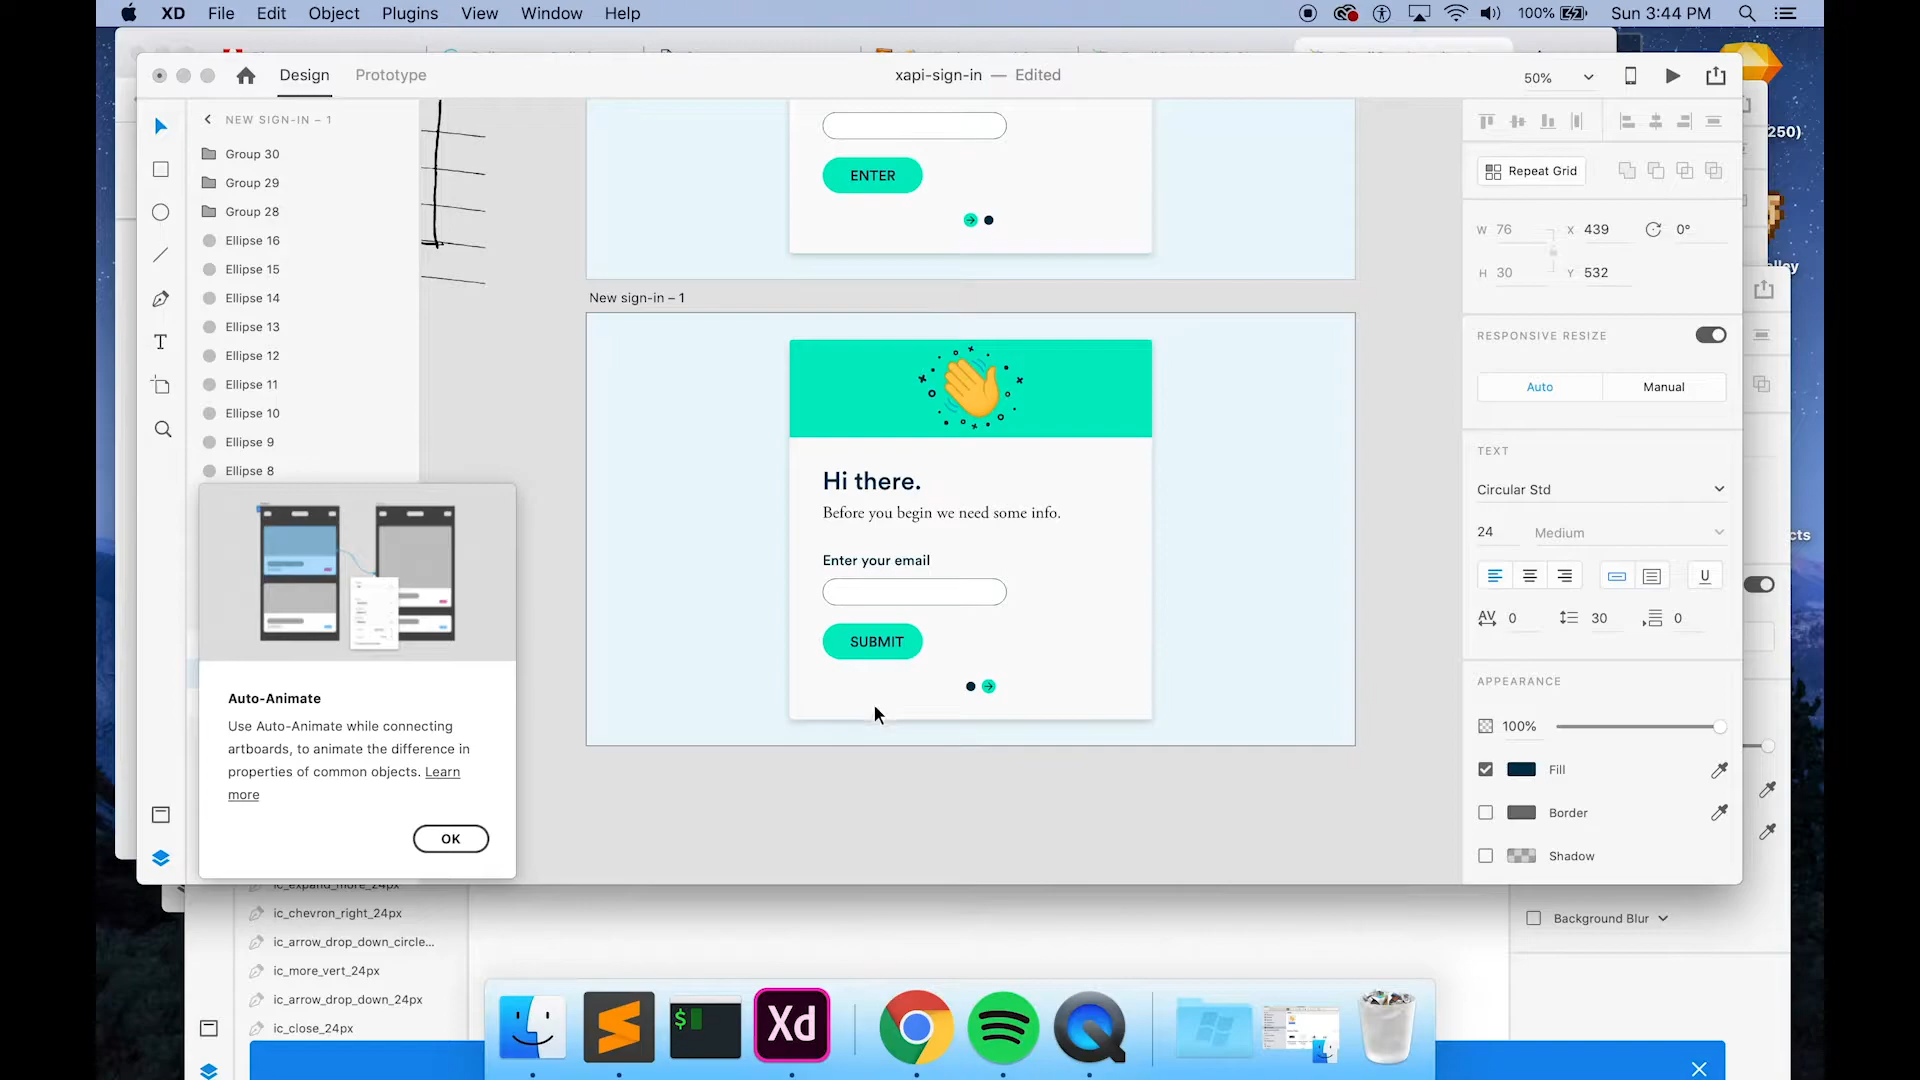 XD File Edit Object Plugins View Window Help
100% Sun 3:44 PM
Design Prototype
xapi-sign-in — Edited
50%
250)
NEW SIGN-IN – 1
Group 30
Group 29
Group 28
Ellipse 16
Ellipse 15
Ellipse 14
Ellipse 13
Ellipse 12
Ellipse 11
Ellipse 10
Ellipse 9
Ellipse 8
Auto-Animate
Use Auto-Animate while connecting
artboards, to animate the difference in
properties of common objects. Learn
more
OK
ENTER
New sign-in – 1
Hi there.
Before you begin we need some info.
Enter your email
SUBMIT
Repeat Grid
W 76 X 439 0°
H 30 Y 532
RESPONSIVE RESIZE
Auto Manual
TEXT
Circular Std
24 Medium
U
AV 0 30 0
APPEARANCE
100%
Fill
Border
Shadow
Background Blur
ic_expand_more_24px
ic_chevron_right_24px
ic_arrow_drop_down_circle...
ic_more_vert_24px
ic_arrow_drop_down_24px
ic_close_24px
$
Xd